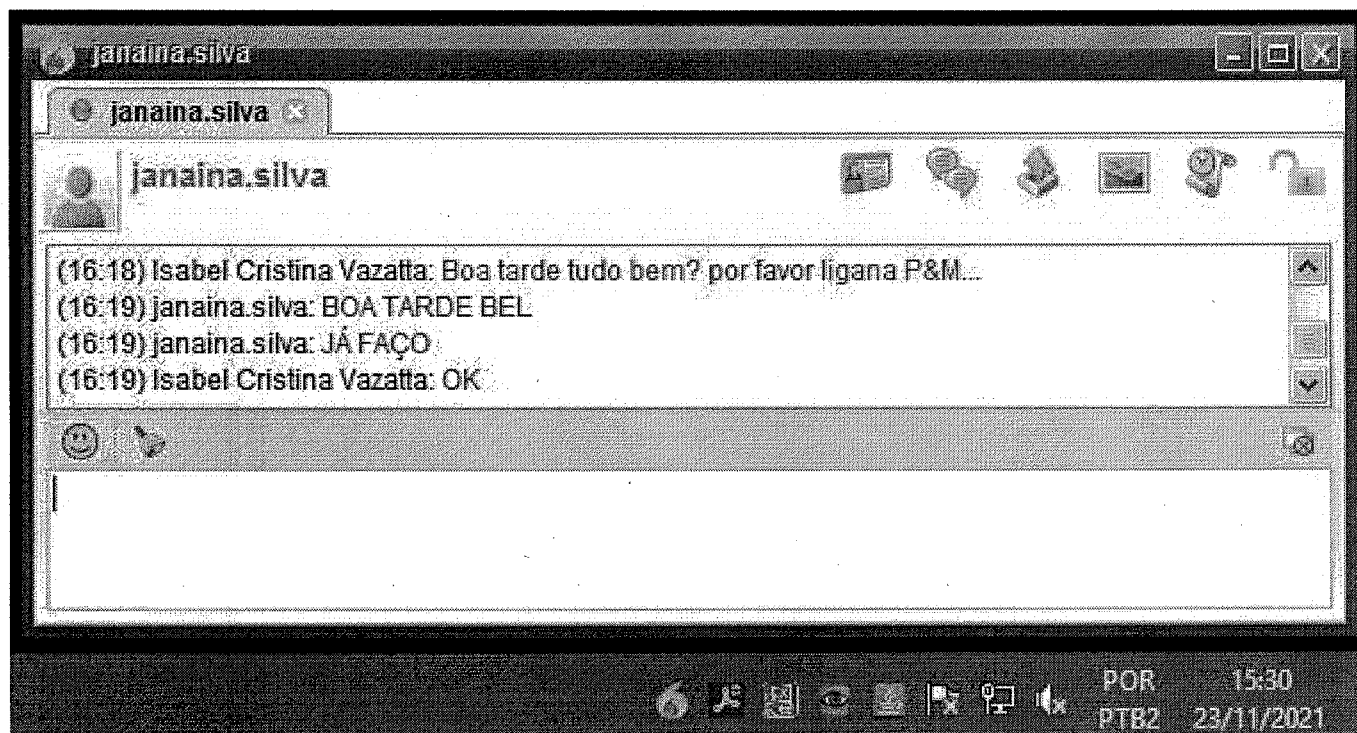 janaina.silva
janaina.silva
janaina.silva
(16:18) Isabel Cristina Vazatta: Boa tarde tudo bem? por favor ligana P&M...
(16:19) janaina.silva: BOA TARDE BEL
(16:19) janaina.silva: JÁ FAÇO
(16:19) Isabel Cristina Vazatta: OK
POR 15:30
PTB2 23/11/2021